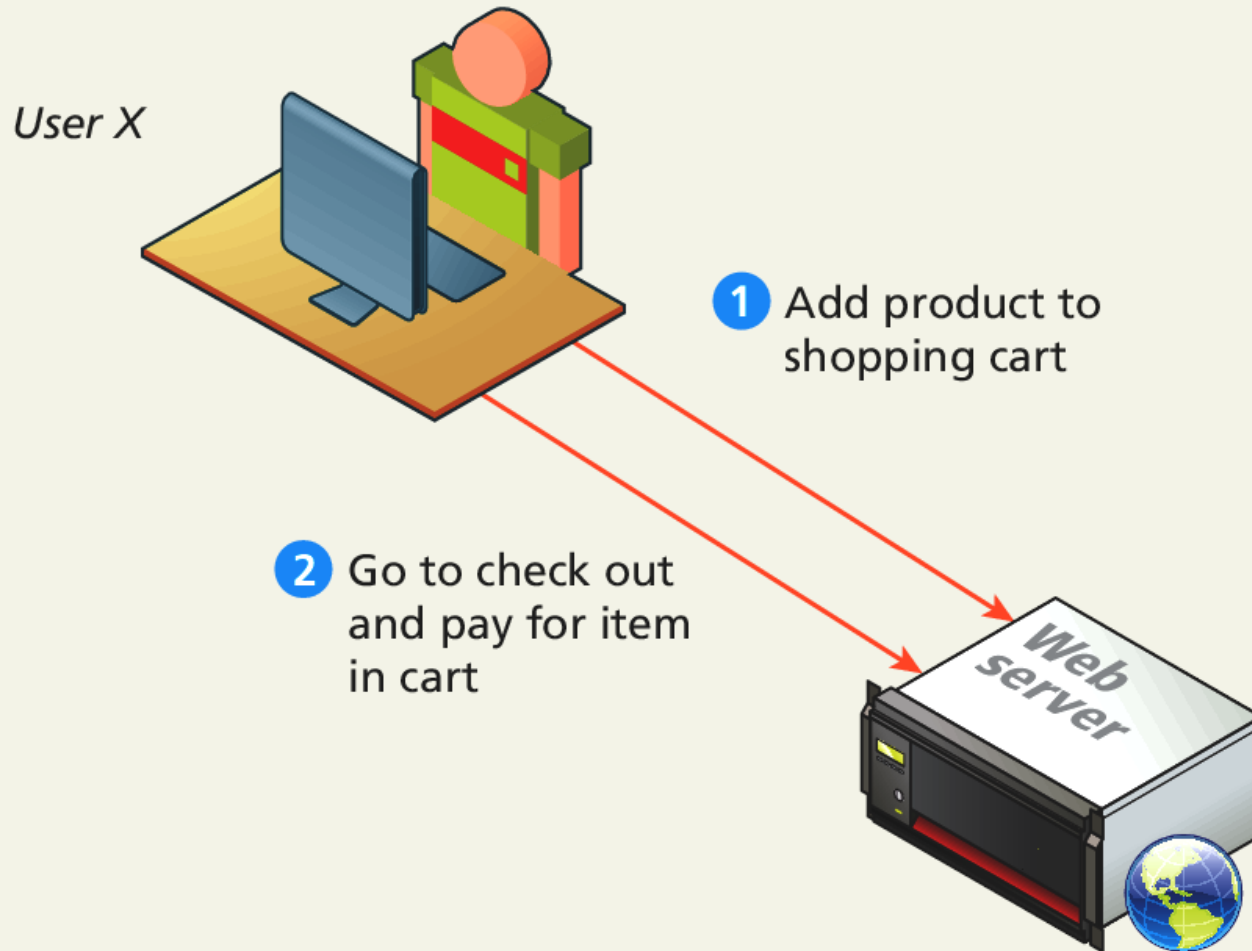 User X
1 Add product to
shopping cart
2 Go to check out
and pay for item
in cart
Web
server